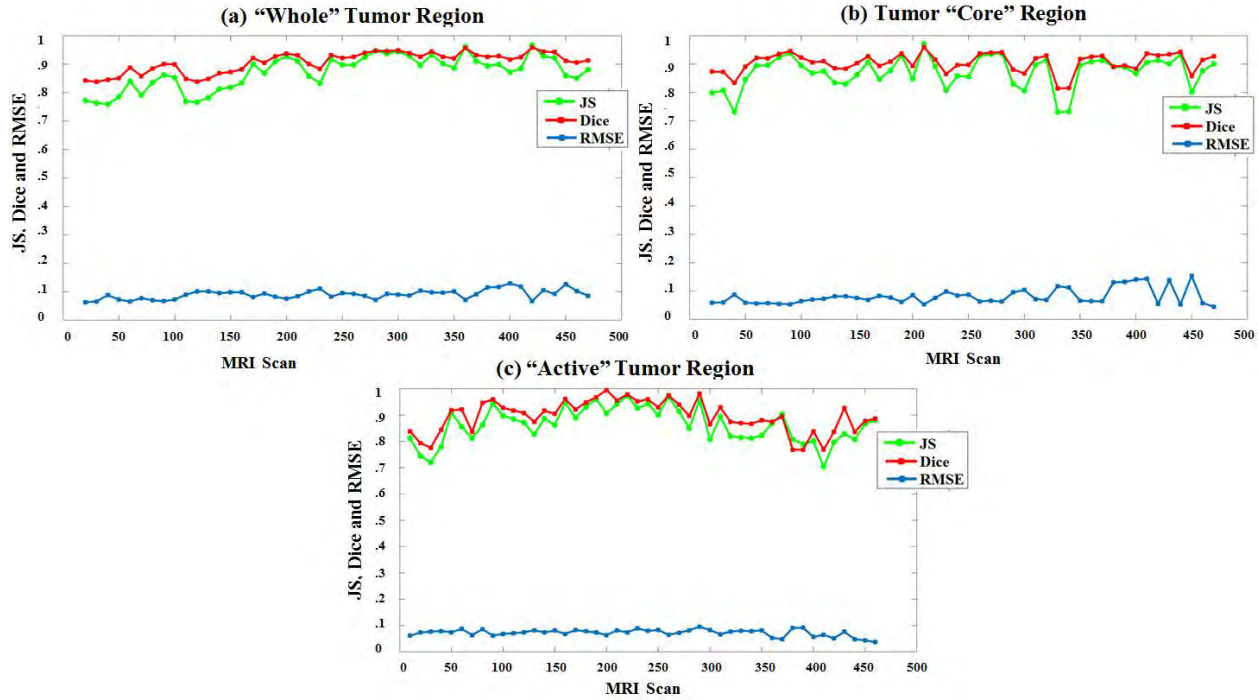 (a) “Whole” Tumor Region
1
.9
.8
.7
.6
.5
.4
.3
.2
.1
0
JS. Dice and RMSE
JS
Dice
RMSE
0 50 100 150 200 250 300 350 400 450 500
MRI Scan
(b) Tumor “Core” Region
1
.9
.8
.7
.6
.5
.4
.3
.2
.1
0
JS. Dice and RMSE
JS
Dice
RMSE
0 50 100 150 200 250 300 350 400 450 500
MRI Scan
(c) “Active” Tumor Region
1
.9
.8
.7
.6
.5
.4
.3
.2
.1
0
JS, Dice and RMSE
JS
Dice
RMSE
0 50 100 150 200 250 300 350 400 450 500
MRI Scan